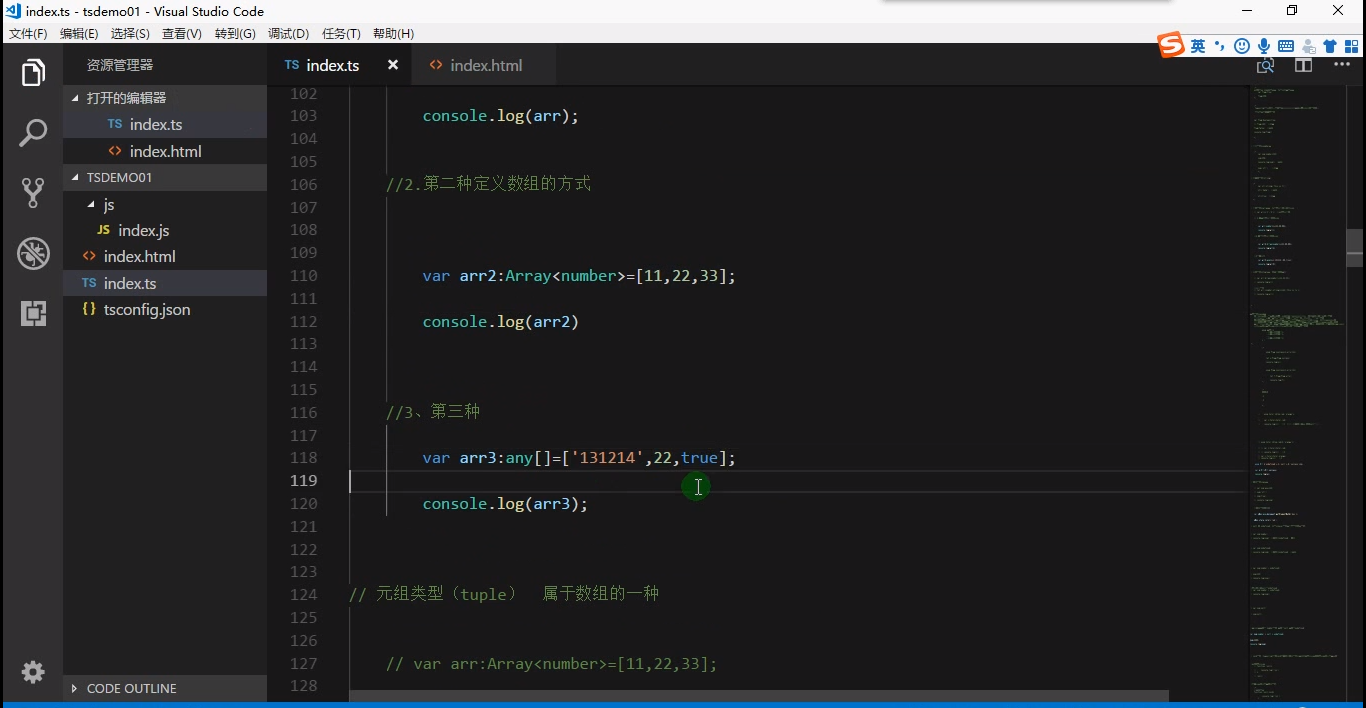 index.ts - tsdemo01 - Visual Studio Code
文件(F) 编辑(E) 选择(S) 查看(V) 转到(G) 调试(D) 任务(T) 帮助(H)
英
资源管理器
TS index.ts × <> index.html
打开的编辑器
TS index.ts
<> index.html
TSDEMO01
js
JS index.js
<> index.html
TS index.ts
{} tsconfig.json
CODE OUTLINE
102
103 console.log(arr);
104
105
106 //2.第二种定义数组的方式
107
108
109
110 var arr2:Array<number>=[11,22,33];
111
112 console.log(arr2)
113
114
115
116 //3、第三种
117
118 var arr3:any[]=['131214',22,true];
119
120 console.log(arr3);
121
122
123
124 // 元组类型（tuple） 属于数组的一种
125
126
127 // var arr:Array<number>=[11,22,33];
128